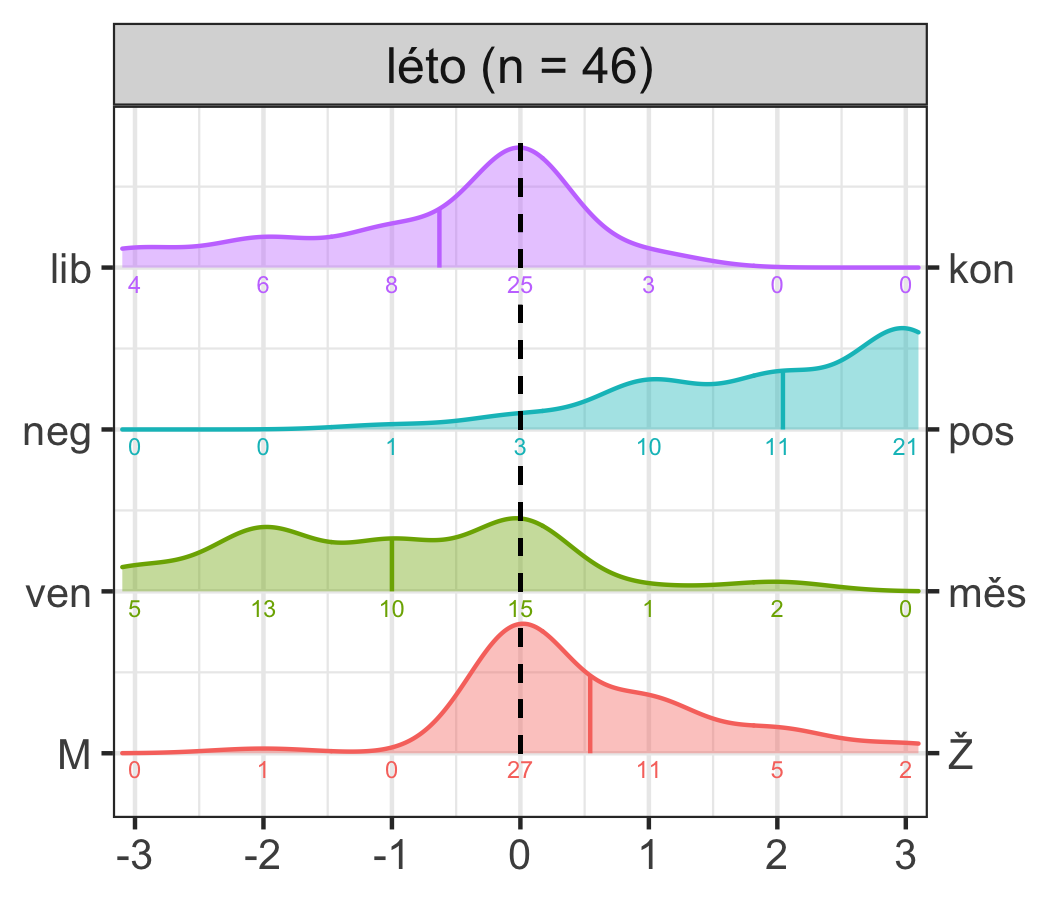 léto (n = 46)
lib kon
4 6 8 25 3 0 0
neg pos
0 0 1 3 10 11 21
ven měs
5 13 10 15 1 2 0
M Ž
0 1 0 27 11 5 2
-3 -2 -1 0 1 2 3